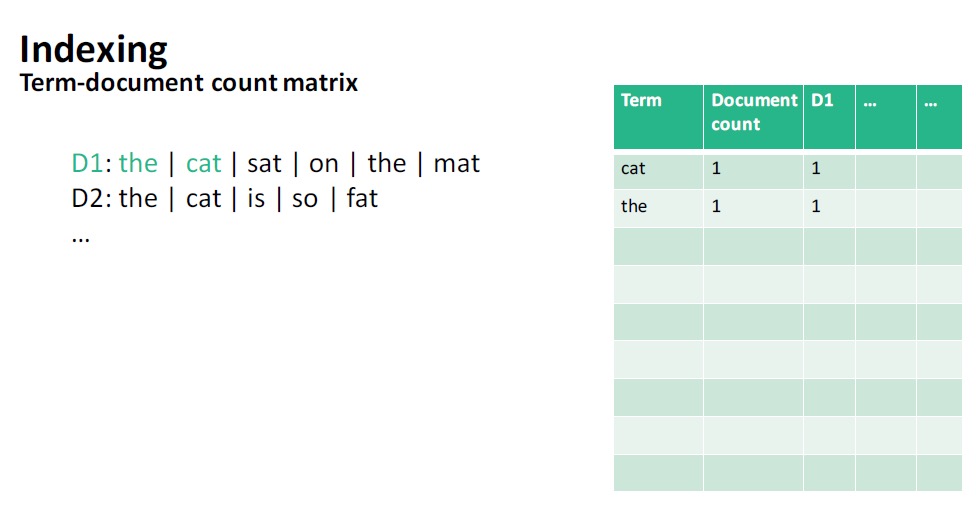 Indexing
Term-document count matrix
D1: the | cat | sat | on | the | mat
D2: the | cat | is | so | fat
...
Term Document count D1 ... ...
cat 1 1
the 1 1